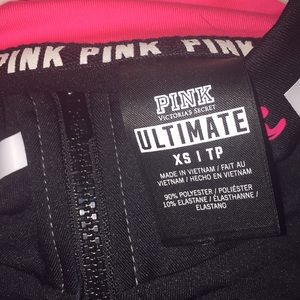 PINK PINK PINK
PINK
VICTORIA'S SECRET
ULTIMATE
XS | TP
MADE IN VIETNAM / FAIT AU
VIETNAM / HECHO EN VIETNAM
90% POLYESTER / POLIÉSTER
10% ELASTANE / ÉLASTHANNE /
ELASTANO